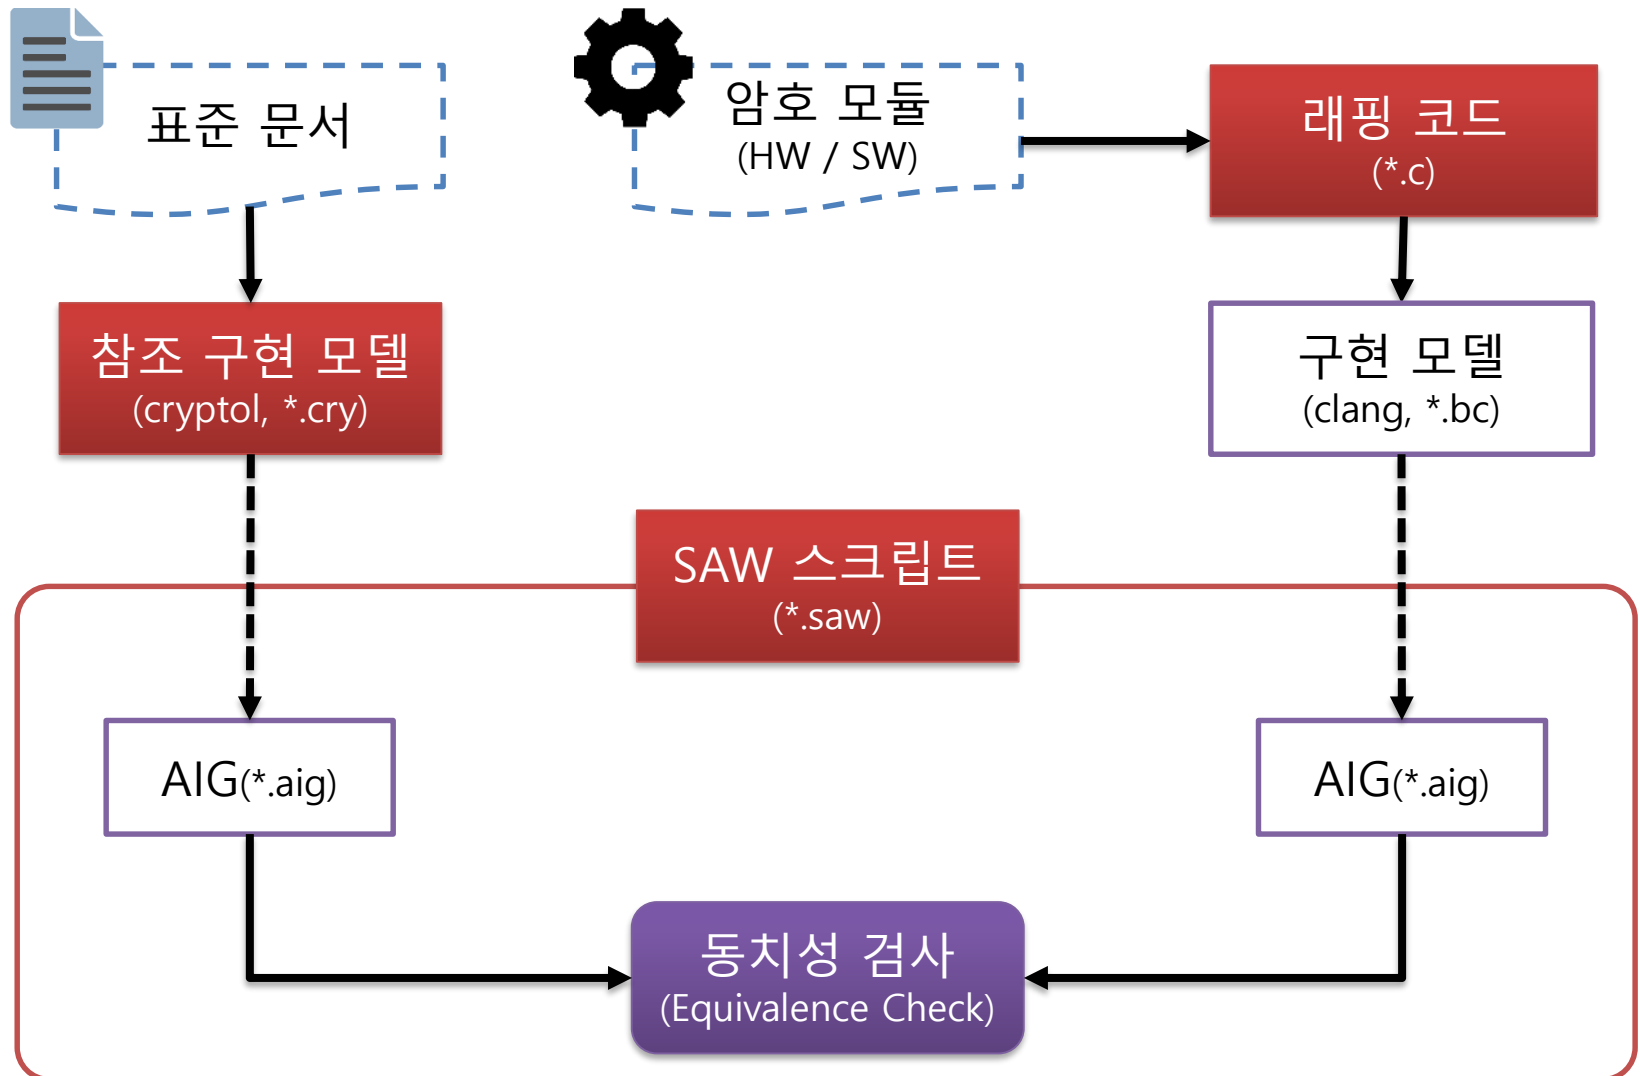 표준 문서
암호 모듈
(HW / SW)
래핑 코드
(*.c)
참조 구현 모델
(cryptol, *.cry)
구현 모델
(clang, *.bc)
SAW 스크립트
(*.saw)
AIG(*.aig)
AIG(*.aig)
동치성 검사
(Equivalence Check)